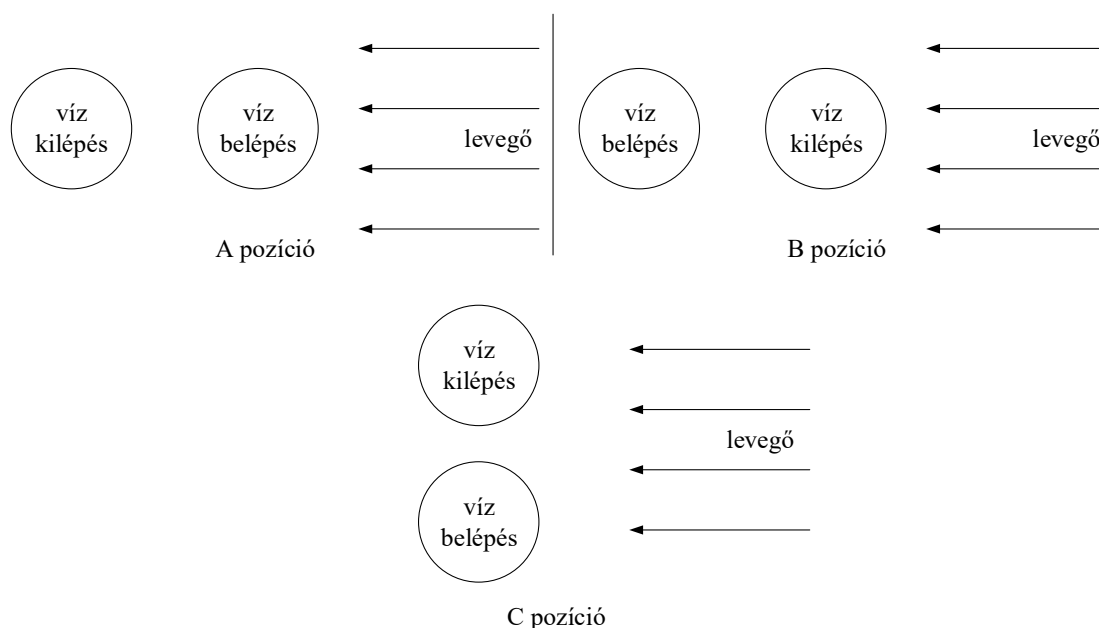 víz
kilépés
víz
belépés
levegő
A pozíció
víz
belépés
víz
kilépés
levegő
B pozíció
víz
kilépés
levegő
víz
belépés
C pozíció